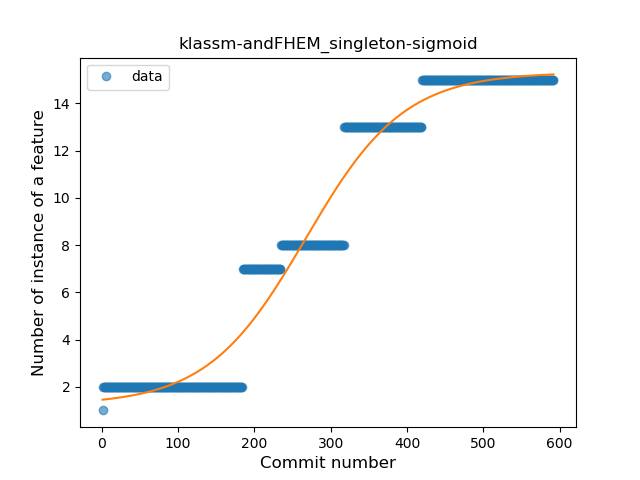 klassm-andFHEM_singleton-sigmoid
data
Number of instance of a feature
14
12
10
8
6
4
2
0 100 200 300 400 500 600
Commit number